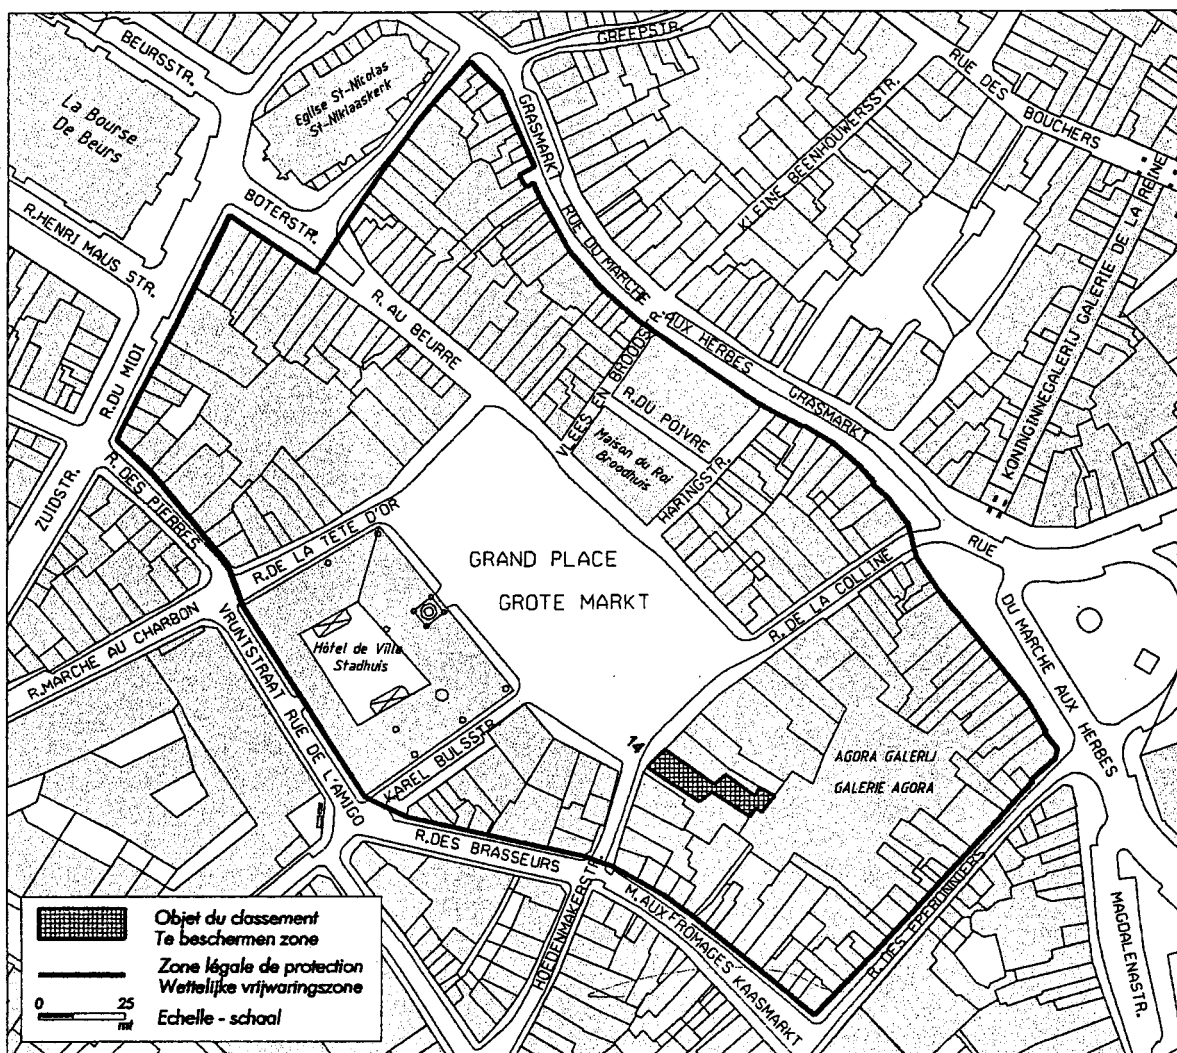 BEURSSTR.
Eglise St-Nicolas
St-Niklaaskerk
GREEPSTR.
RUE DES BOUCHERS
La Bourse
De Beurs
GRASMARKT
KLEINE BEENHOUWERSSTR.
R.HENRI MAUS STR.
BOTERSTR.
RUE DU MARCHE AUX HERBES
GRASMARKT
KONINGINNEGALERIJ GALERIE DE LA REINE
R.DU MIDI
R. AU BEURRE
VLEES EN BROODSTR.
R.DU POIVRE
Maison du Roi
Broodhuis
HARINGSTR.
ZUIDSTR.
R. DES PIERRES
R.DE LA TETE D'OR
GRAND PLACE
GROTE MARKT
R. DE LA COLLINE
RUE DU MARCHE AUX HERBES
R.MARCHE AU CHARBON
VRUNTSTRAAT RUE DE L'AMIGO
Hôtel de Ville
Stadhuis
KAREL BULSSTR.
14
AGORA GALERIJ
GALERIE AGORA
R.DES BRASSEURS
HOEDENMAKERSTR.
M.AUX FROMAGES KAASMARKT
R. DES EPERONNIERS
MAGDALENASTR.
Objet du classement
Te beschermen zone
Zone légale de protection
Wettelijke vrijwaringszone
0 25
mt
Echelle - schaal